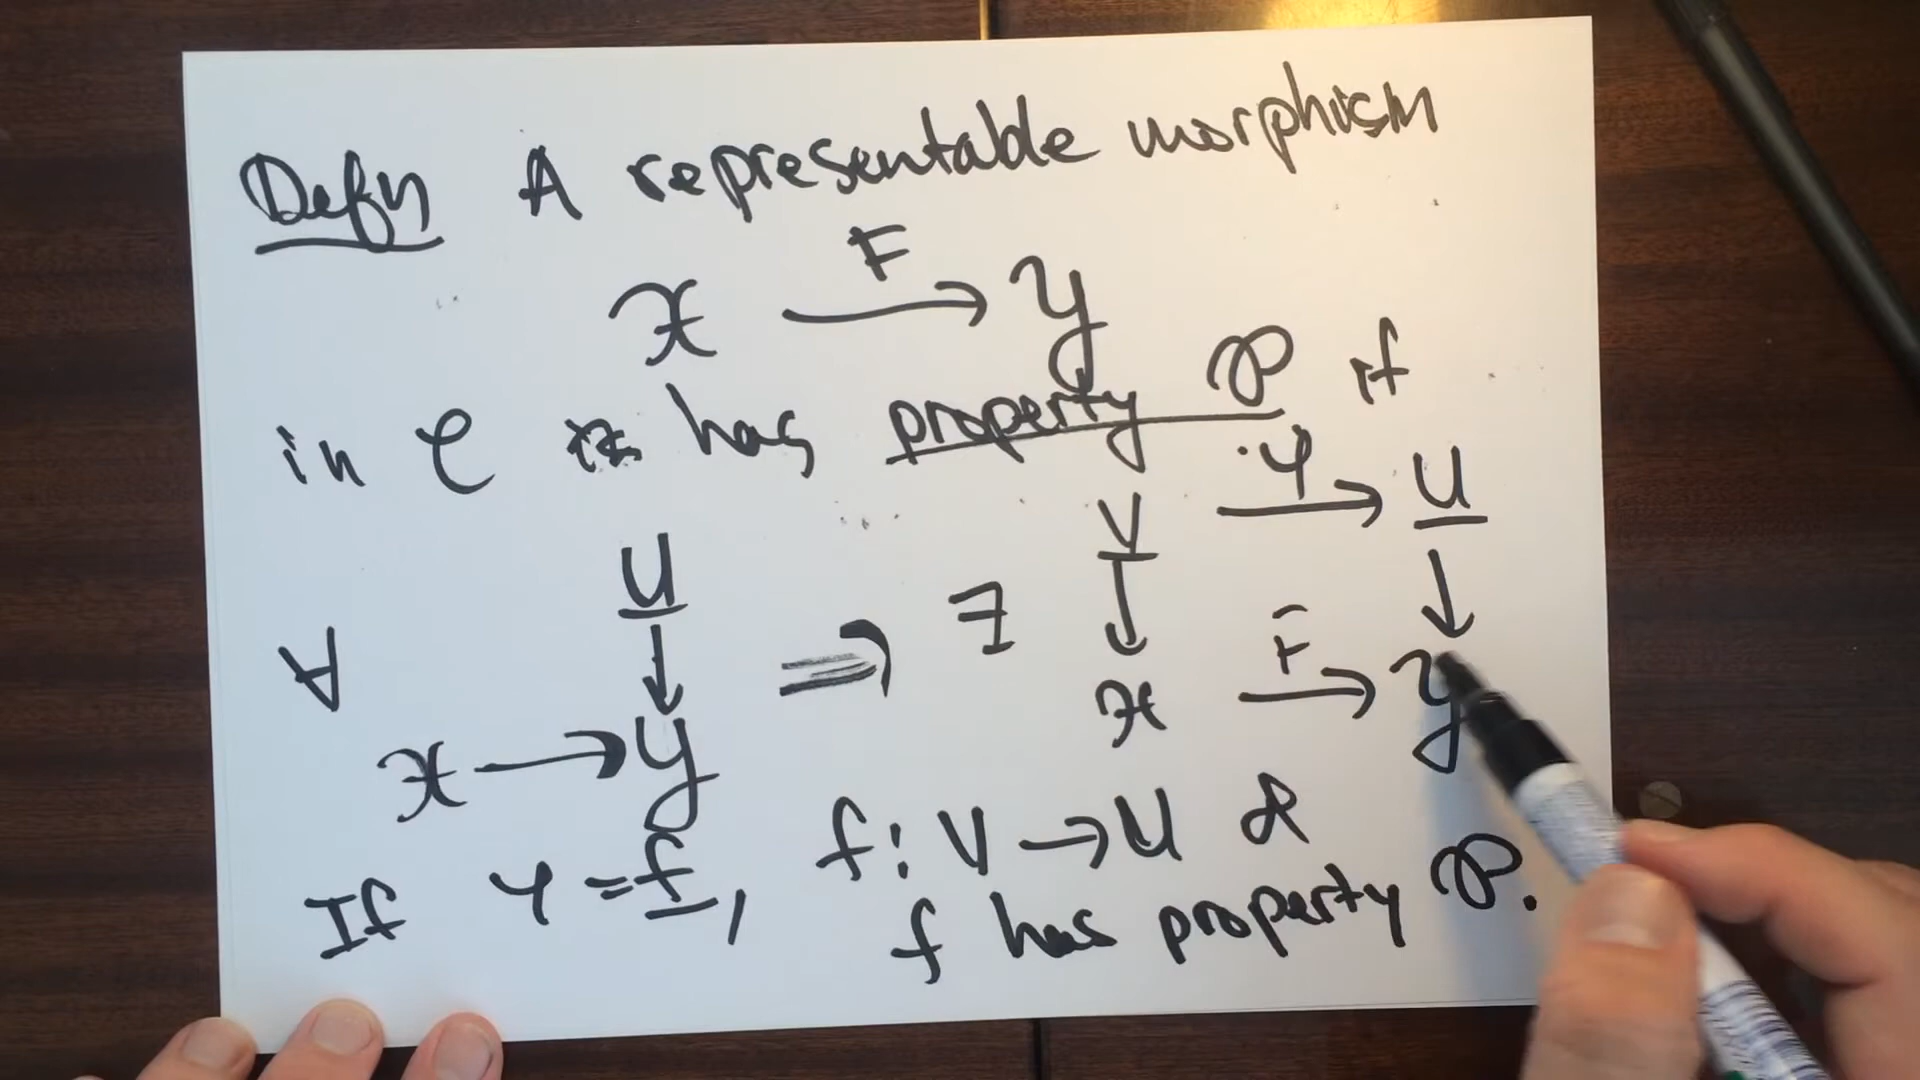 Defn A representable morphism
𝒳 —F→ 𝒴
in 𝒞 has property 𝒫 if
V̲ —φ→ U̲
U̲
∀ ↓ ⇒ ∃ ↓ ↓
𝒳 → 𝒴 𝒳 —F→ 𝒴
If φ = f̲, f: V → U &
f has property 𝒫.